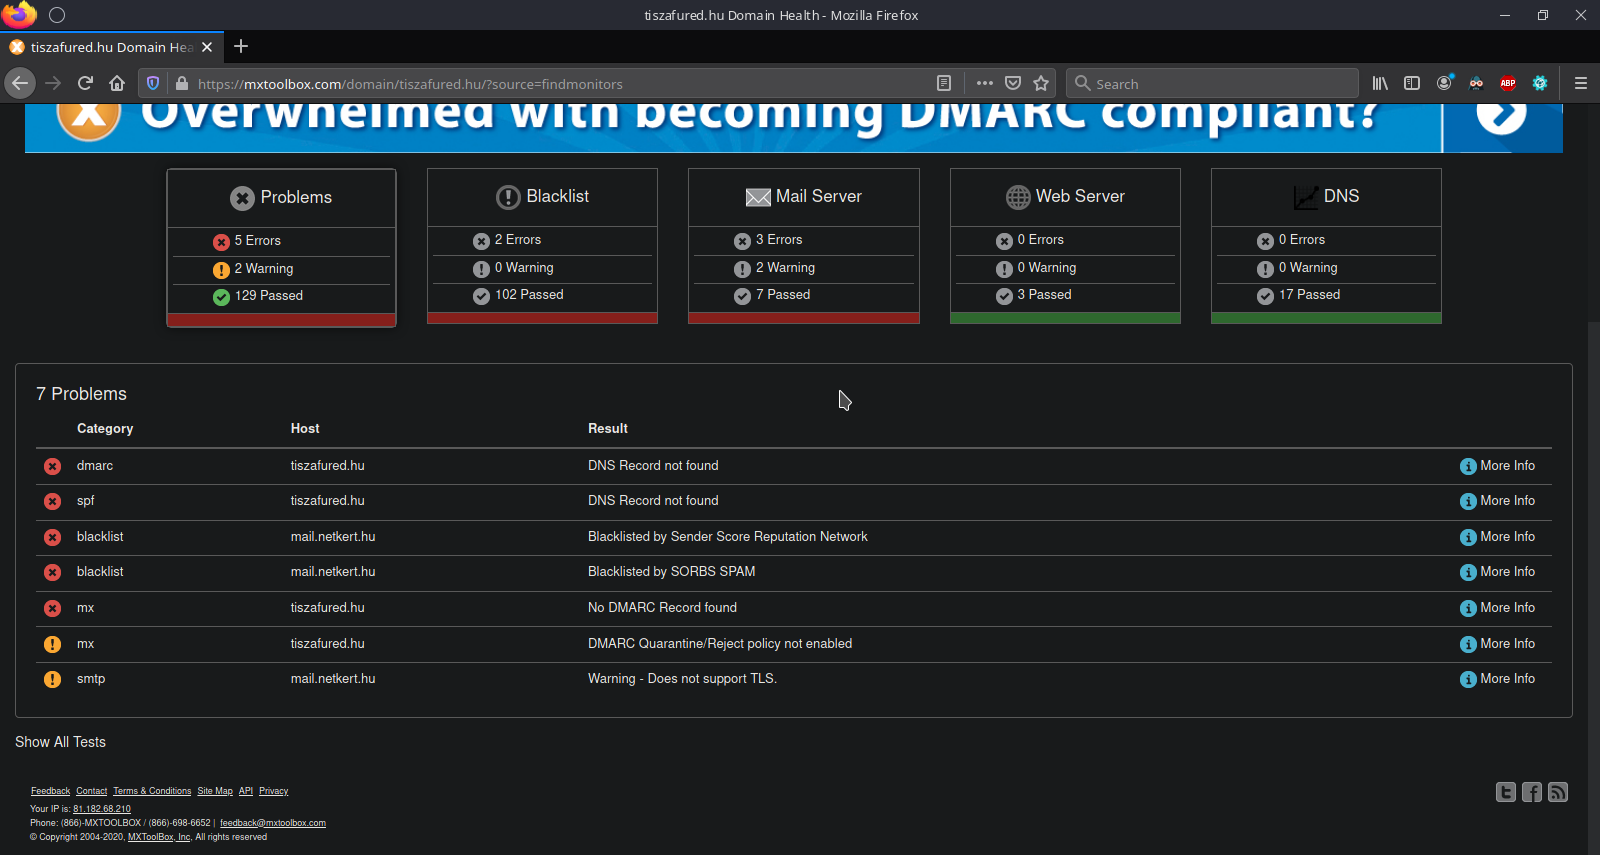 tiszafured.hu Domain Health - Mozilla Firefox
tiszafured.hu Domain Hea
https://mxtoolbox.com/domain/tiszafured.hu/?source=findmonitors
Search
ABP
Overwhelmed with becoming DMARC compliant?
Problems
5 Errors
2 Warning
129 Passed
Blacklist
2 Errors
0 Warning
102 Passed
Mail Server
3 Errors
2 Warning
7 Passed
Web Server
0 Errors
0 Warning
3 Passed
DNS
0 Errors
0 Warning
17 Passed
7 Problems
Category Host Result
dmarc tiszafured.hu DNS Record not found More Info
spf tiszafured.hu DNS Record not found More Info
blacklist mail.netkert.hu Blacklisted by Sender Score Reputation Network More Info
blacklist mail.netkert.hu Blacklisted by SORBS SPAM More Info
mx tiszafured.hu No DMARC Record found More Info
mx tiszafured.hu DMARC Quarantine/Reject policy not enabled More Info
smtp mail.netkert.hu Warning - Does not support TLS. More Info
Show All Tests
Feedback Contact Terms & Conditions Site Map API Privacy
Your IP is: 81.182.68.210
Phone: (866)-MXTOOLBOX / (866)-698-6652 | feedback@mxtoolbox.com
© Copyright 2004-2020, MXToolBox, Inc, All rights reserved